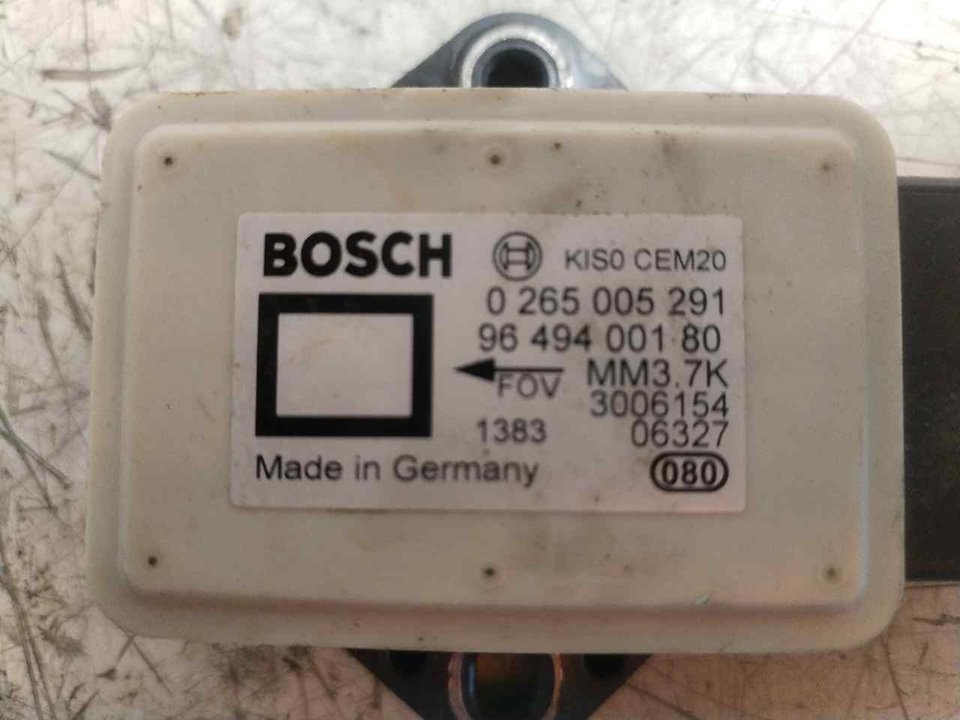 BOSCH
KIS0 CEM20
0 265 005 291
96 494 001 80
FOV MM3.7K
3006154
1383 06327
Made in Germany 080